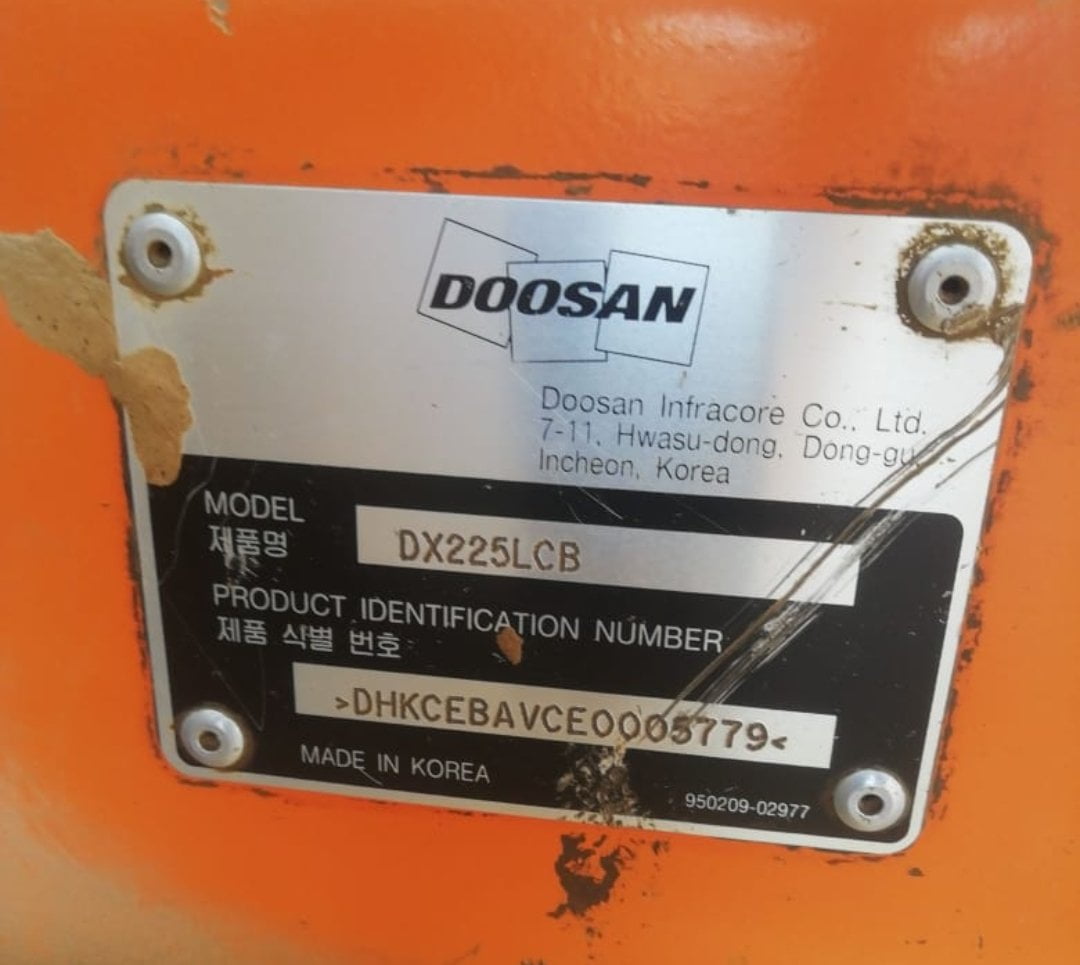 DOOSAN
Doosan Infracore Co., Ltd.
7-11, Hwasu-dong, Dong-gu,
Incheon, Korea
MODEL
제품명
DX225LCB
PRODUCT IDENTIFICATION NUMBER
제품 식별 번호
>DHKCEBAVCE0005779<
MADE IN KOREA
950209-02977